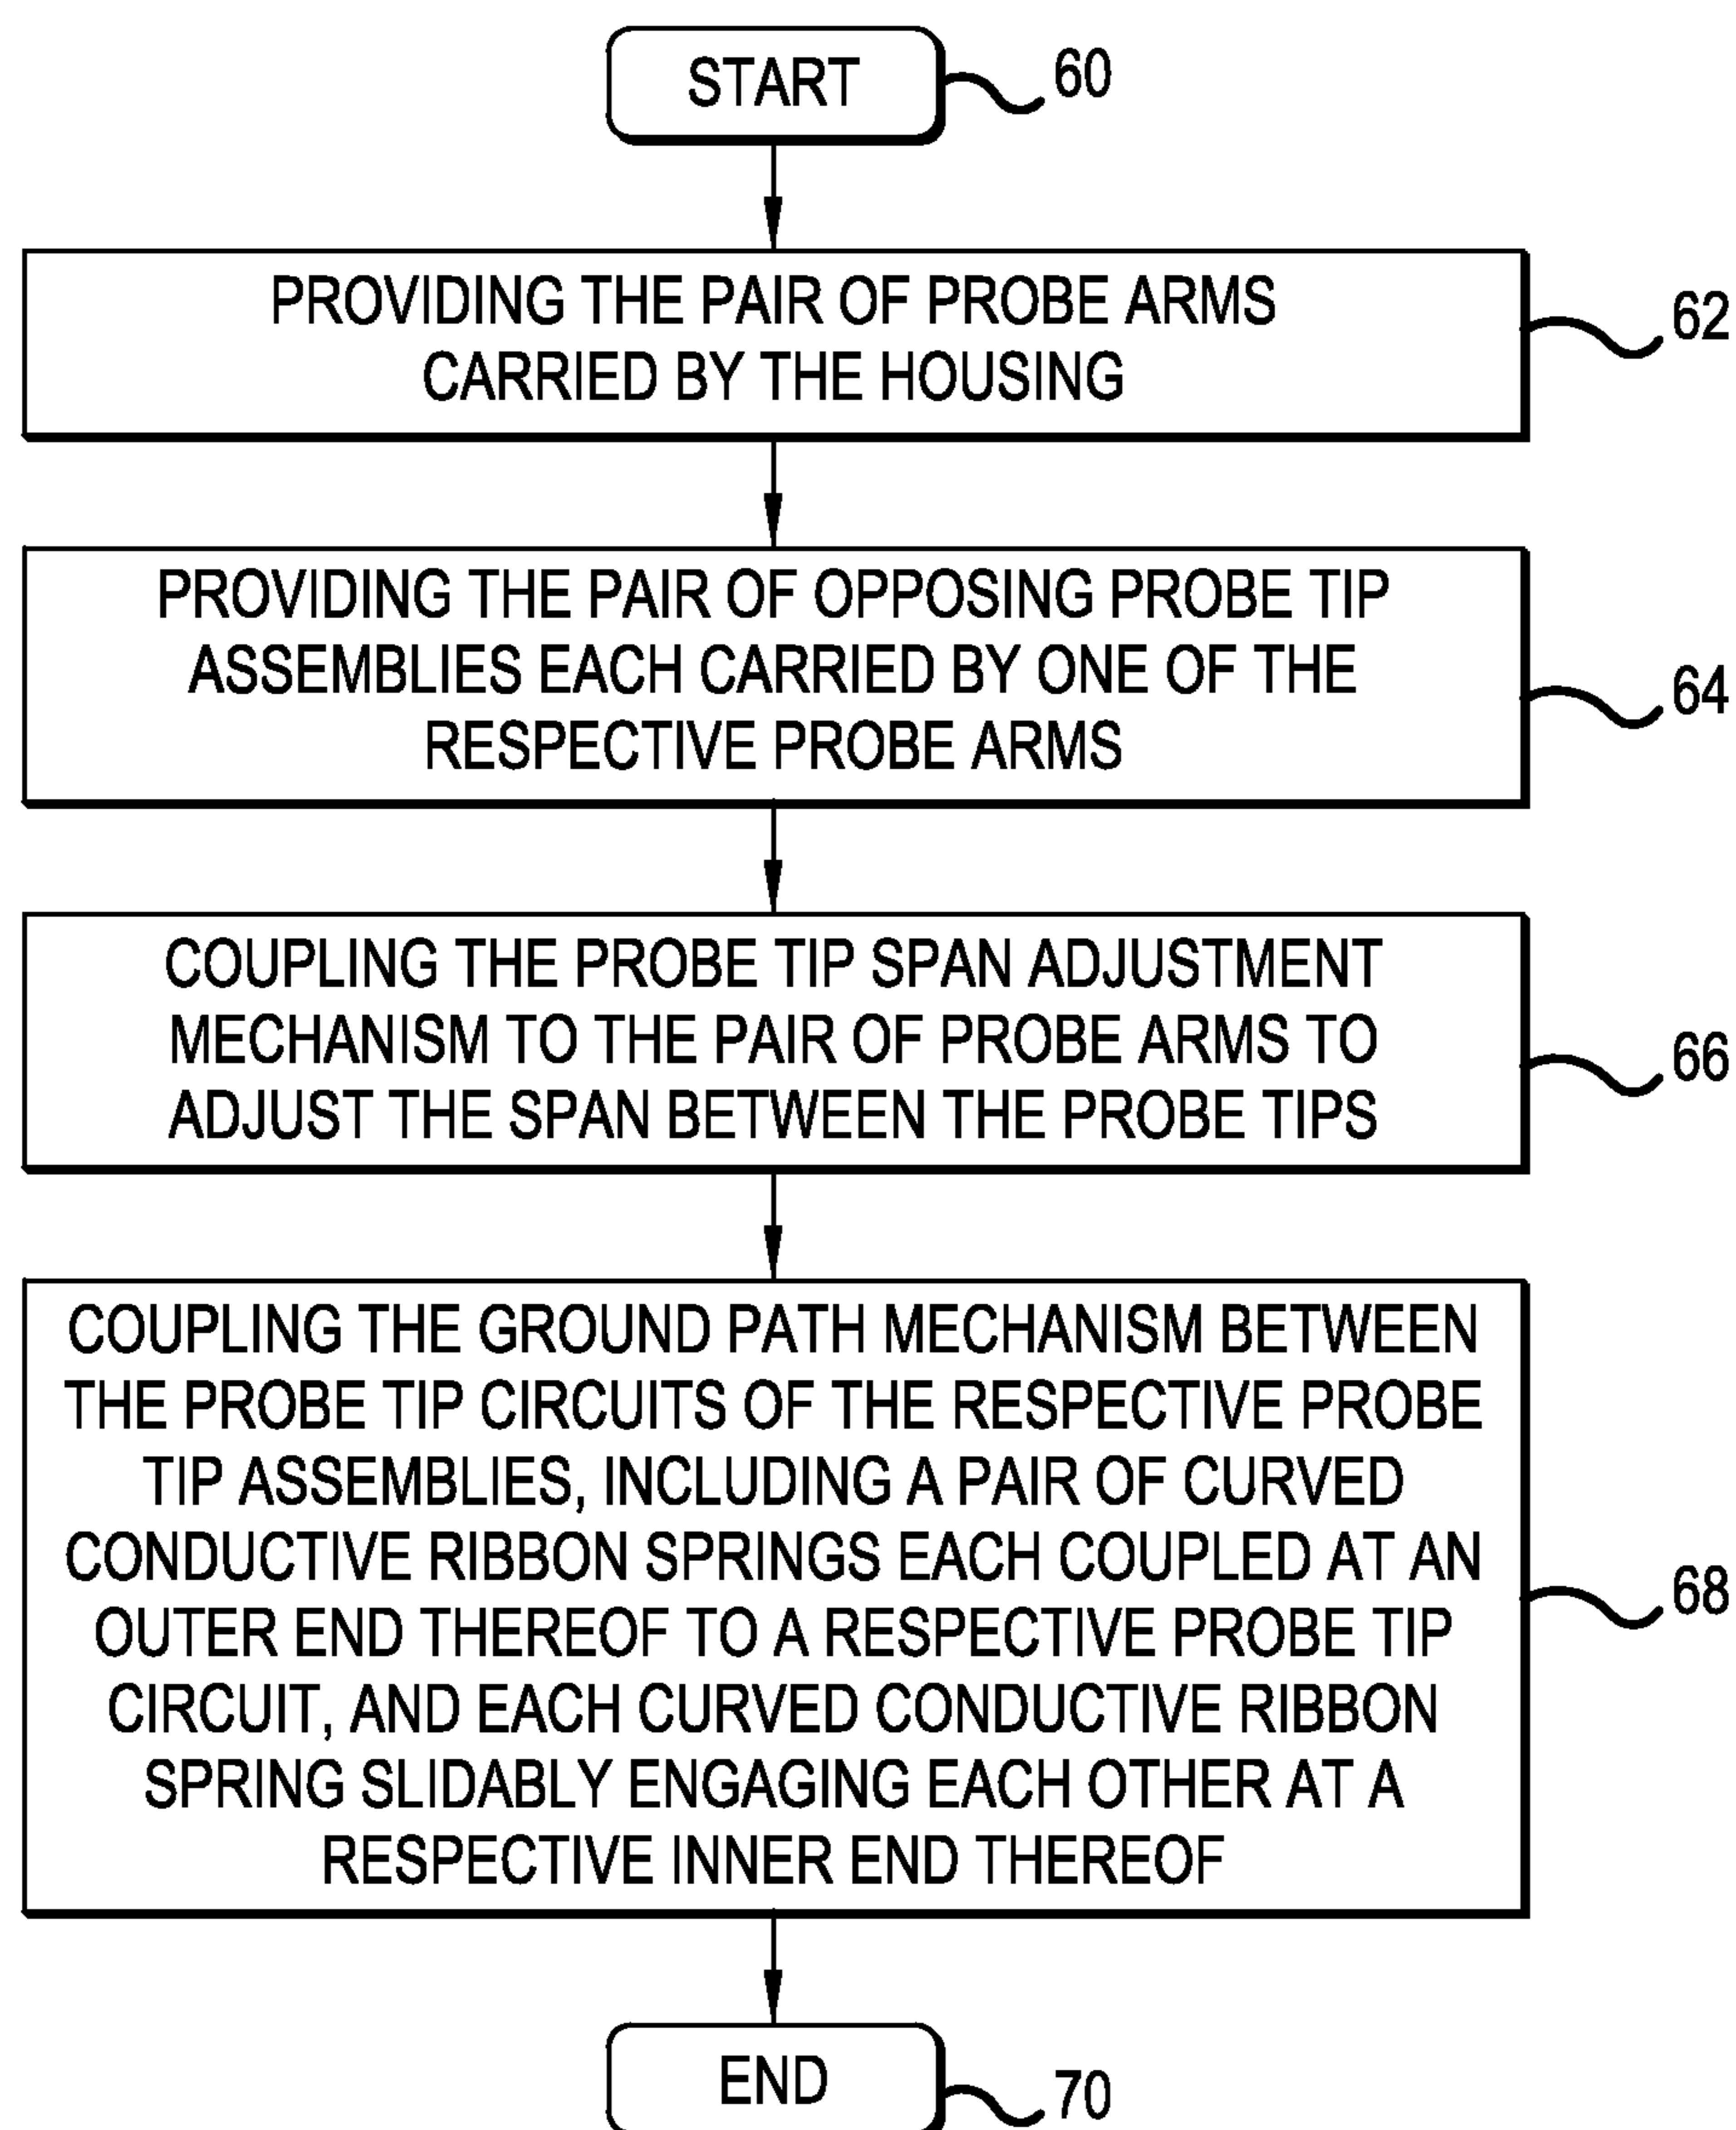 START
60
PROVIDING THE PAIR OF PROBE ARMS
CARRIED BY THE HOUSING
62
PROVIDING THE PAIR OF OPPOSING PROBE TIP
ASSEMBLIES EACH CARRIED BY ONE OF THE
RESPECTIVE PROBE ARMS
64
COUPLING THE PROBE TIP SPAN ADJUSTMENT
MECHANISM TO THE PAIR OF PROBE ARMS TO
ADJUST THE SPAN BETWEEN THE PROBE TIPS
66
COUPLING THE GROUND PATH MECHANISM BETWEEN
THE PROBE TIP CIRCUITS OF THE RESPECTIVE PROBE
TIP ASSEMBLIES, INCLUDING A PAIR OF CURVED
CONDUCTIVE RIBBON SPRINGS EACH COUPLED AT AN
OUTER END THEREOF TO A RESPECTIVE PROBE TIP
CIRCUIT, AND EACH CURVED CONDUCTIVE RIBBON
SPRING SLIDABLY ENGAGING EACH OTHER AT A
RESPECTIVE INNER END THEREOF
68
END
70